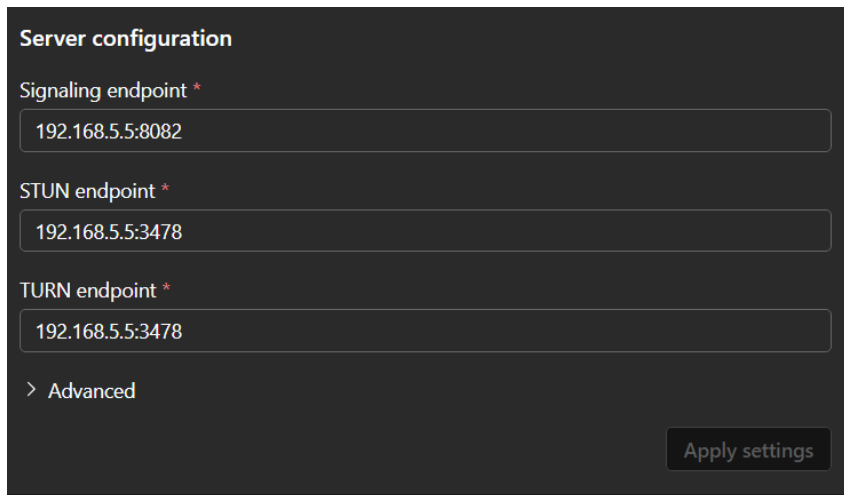 Server configuration
Signaling endpoint *
192.168.5.5:8082
STUN endpoint *
192.168.5.5:3478
TURN endpoint *
192.168.5.5:3478
Advanced
Apply settings